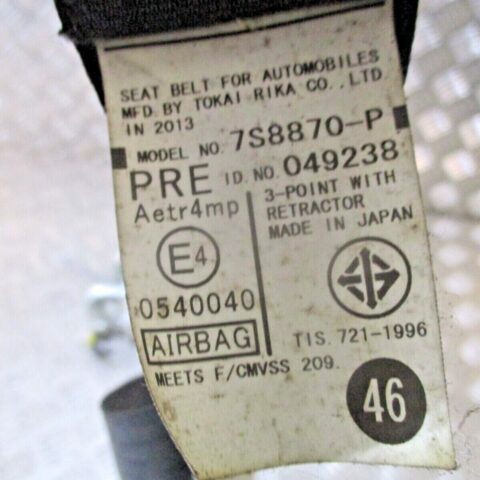 SEAT BELT FOR AUTOMOBILES
MFD. BY TOKAI-RIKA CO., LTD.
IN 2013
MODEL NO. 7S8870-P
PRE ID. NO. 049238
Aetr4mp
3-POINT WITH
RETRACTOR
MADE IN JAPAN
E4
0540040
AIRBAG
TIS. 721-1996
MEETS F/CMVSS 209.
46